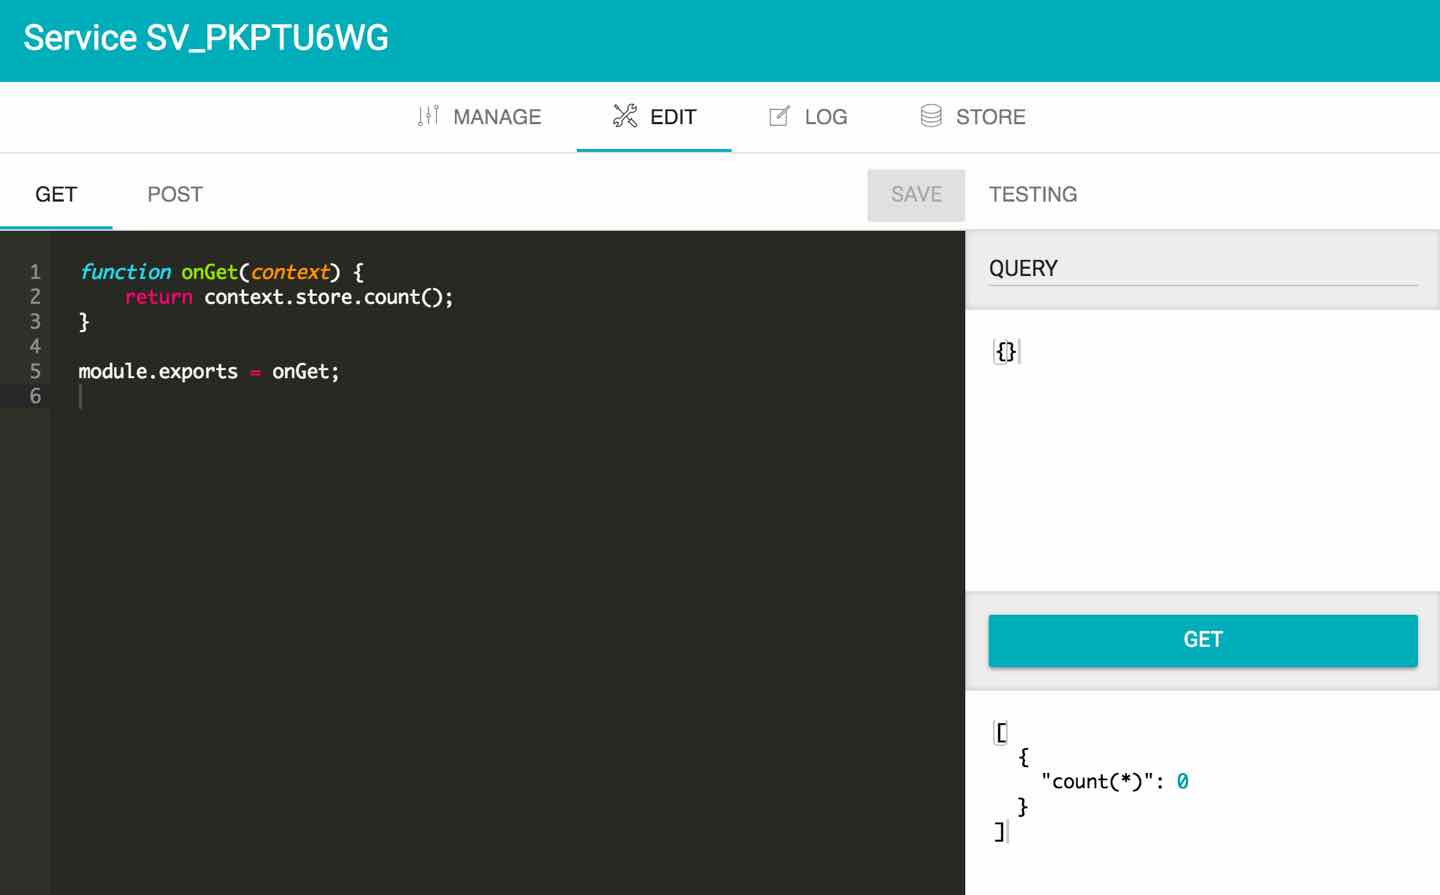 Service SV_PKPTU6WG
MANAGE EDIT LOG STORE
GET POST SAVE TESTING
1 function onGet(context) {
2     return context.store.count();
3 }
4
5 module.exports = onGet;
6
QUERY
{}
GET
[
  {
    "count(*)": 0
  }
]